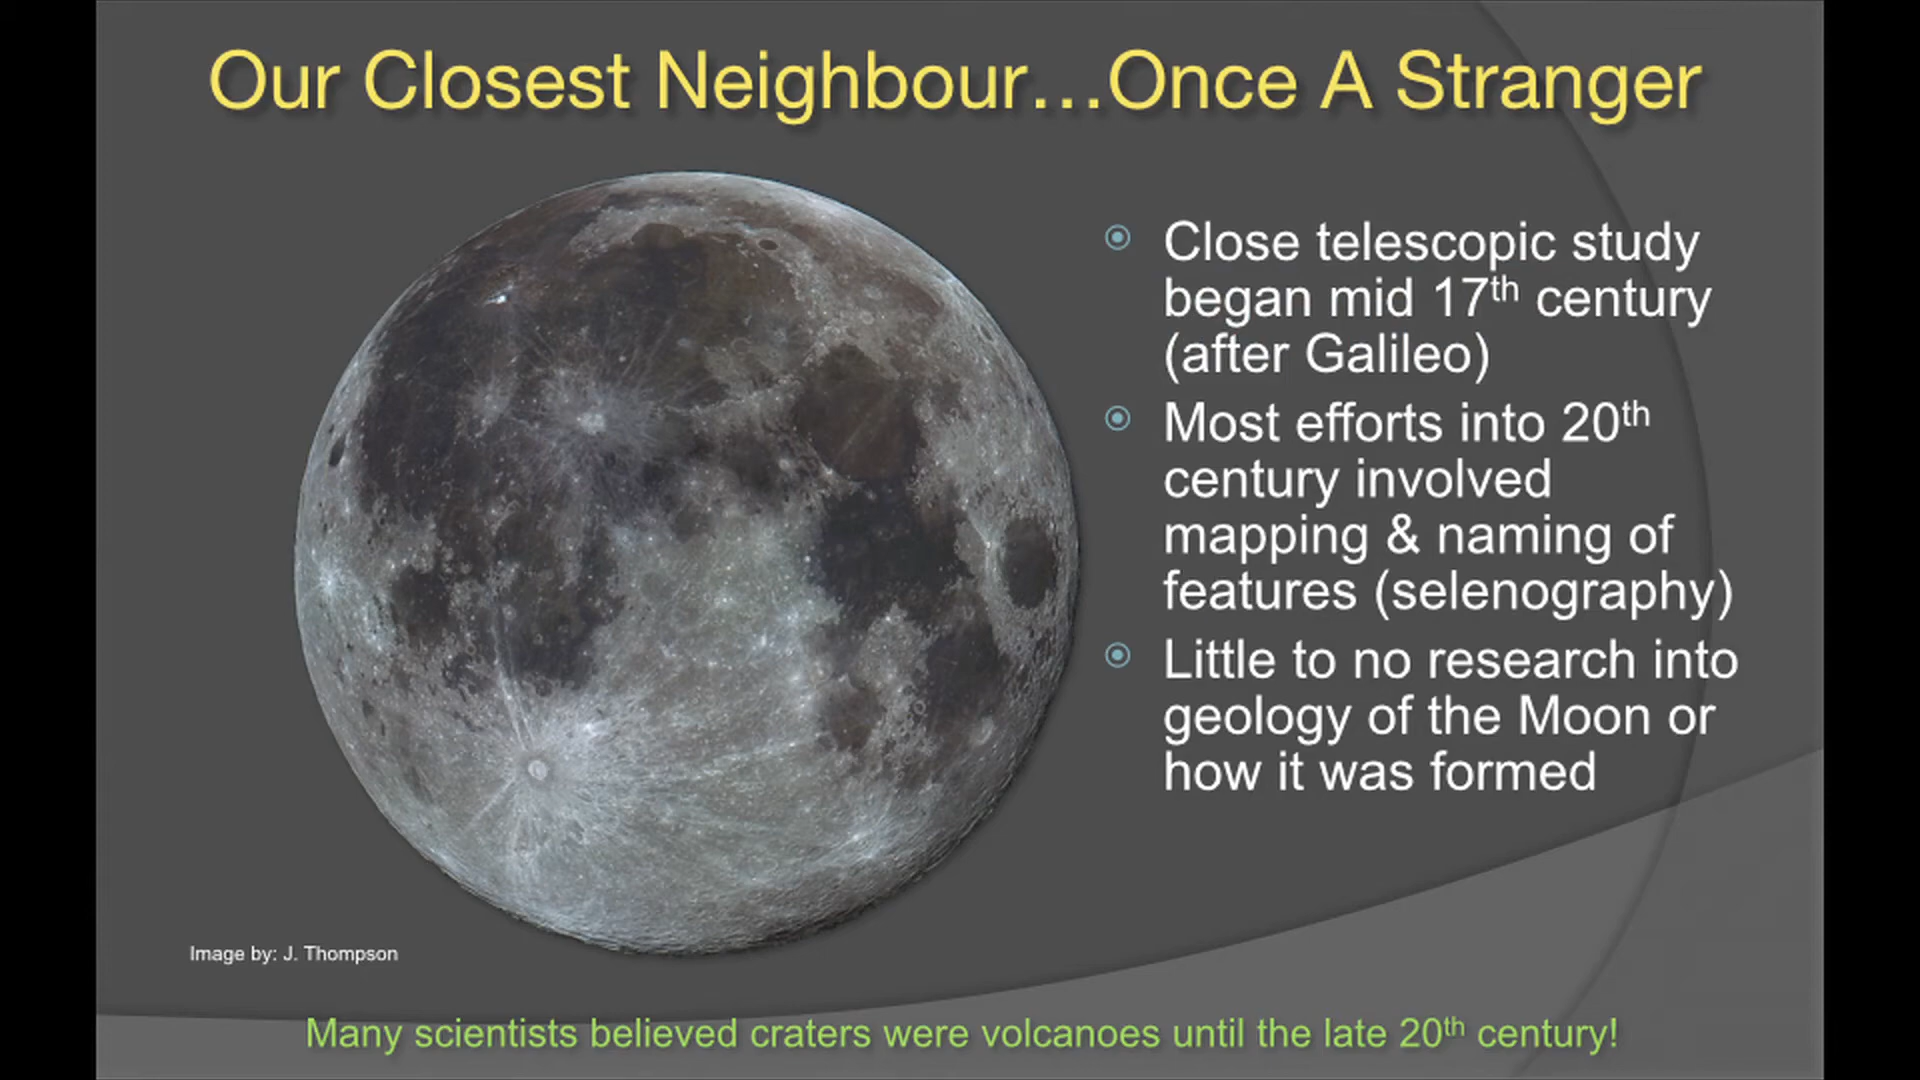 Our Closest Neighbour...Once A Stranger
Close telescopic study
began mid 17th century
(after Galileo)
Most efforts into 20th
century involved
mapping & naming of
features (selenography)
Little to no research into
geology of the Moon or
how it was formed
Image by: J. Thompson
Many scientists believed craters were volcanoes until the late 20th century!